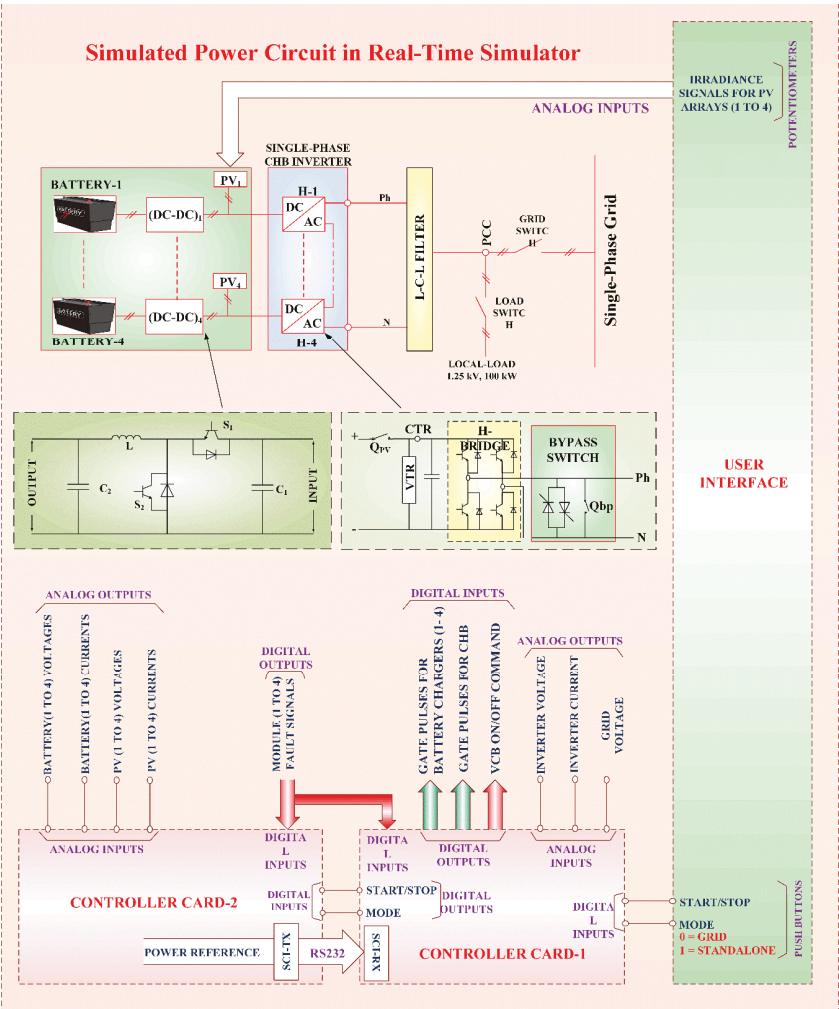 Simulated Power Circuit in Real-Time Simulator
IRRADIANCE
SIGNALS FOR PV
ARRAYS (1 TO 4)
POTENTIOMETERS
ANALOG INPUTS
SINGLE-PHASE
CHB INVERTER
BATTERY-1
PV1
H-1
(DC-DC)1
DC
AC
Ph
L-C-L FILTER
PCC
GRID
SWITC
H
Single-Phase Grid
PV4
LOAD
SWITC
H
(DC-DC)4
DC
AC
N
BATTERY-4
H-4
LOCAL-LOAD
1.25 kV, 100 kW
OUTPUT
L
S1
C2
S2
C1
INPUT
+
QPV
CTR
H-
BRIDGE
BYPASS
SWITCH
VTR
Ph
Qbp
-
N
USER
INTERFACE
ANALOG OUTPUTS
BATTERY(1 TO 4) VOLTAGES
BATTERY(1 TO 4) CURRENTS
PV (1 TO 4) VOLTAGES
PV (1 TO 4) CURRENTS
DIGITAL
OUTPUTS
MODULE (1 TO 4)
FAULT SIGNALS
DIGITAL INPUTS
GATE PULSES FOR
BATTERY CHARGERS (1- 4)
GATE PULSES FOR CHB
VCB ON/OFF COMMAND
ANALOG OUTPUTS
INVERTER VOLTAGE
INVERTER CURRENT
GRID
VOLTAGE
ANALOG INPUTS
DIGITA
L
INPUTS
DIGITA
L
INPUTS
DIGITAL
OUTPUTS
ANALOG
INPUTS
CONTROLLER CARD-2
DIGITAL
INPUTS
START/STOP
MODE
DIGITAL
OUTPUTS
DIGITA
L
INPUTS
START/STOP
MODE
0 = GRID
1 = STANDALONE
PUSH BUTTONS
POWER REFERENCE
SCI-TX
RS232
SCI-RX
CONTROLLER CARD-1